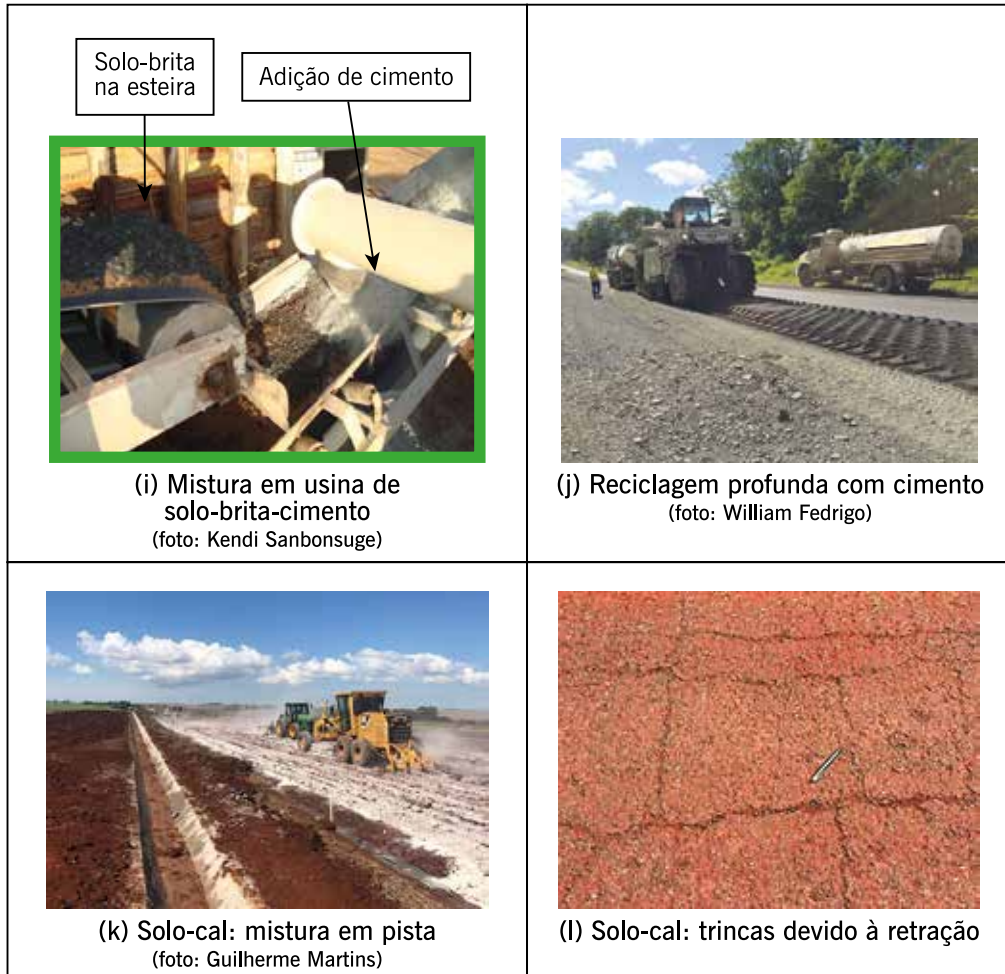 Solo-brita
na esteira
Adição de cimento
(i) Mistura em usina de
solo-brita-cimento
(foto: Kendi Sanbonsuge)
(j) Reciclagem profunda com cimento
(foto: William Fedrigo)
(k) Solo-cal: mistura em pista
(foto: Guilherme Martins)
(l) Solo-cal: trincas devido à retração